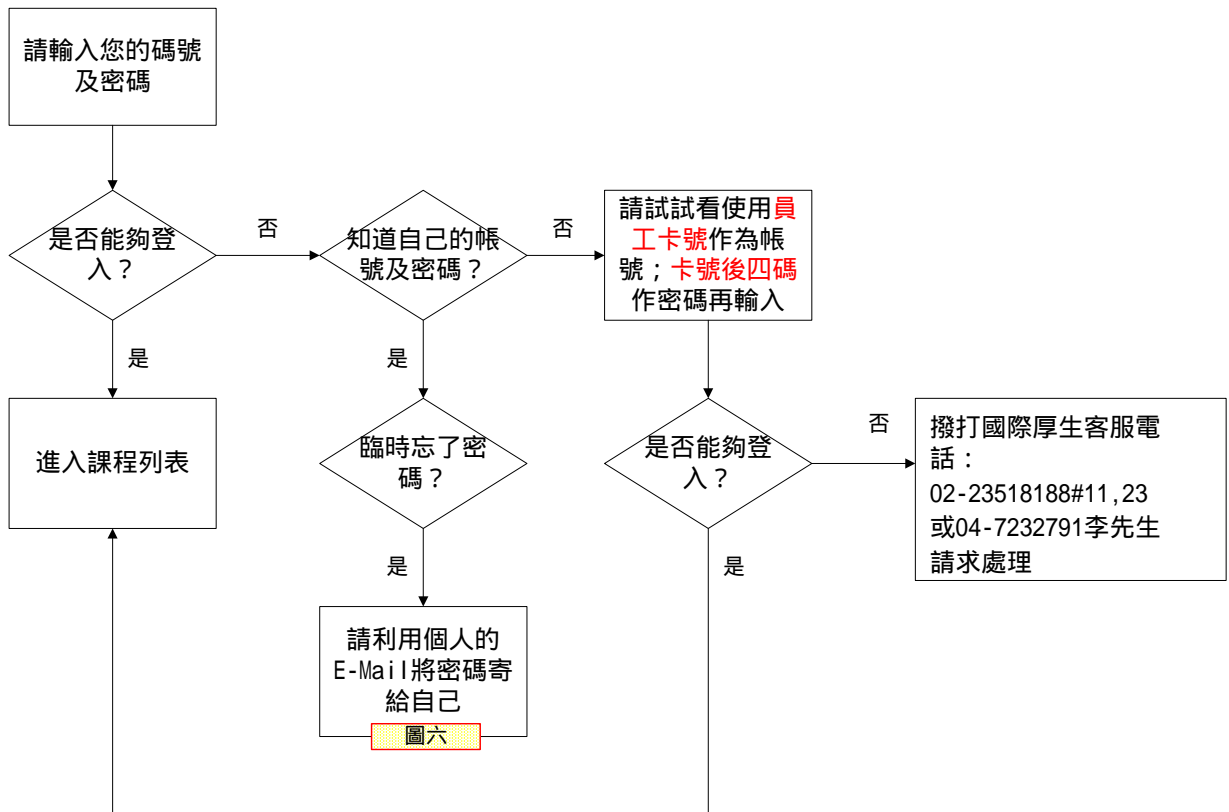 請輸入您的碼號
及密碼
是否能夠登
入？
否
知道自己的帳
號及密碼？
否
請試試看使用員
工卡號作為帳
號；卡號後四碼
作密碼再輸入
是
是
進入課程列表
臨時忘了密
碼？
是否能夠登
入？
否
撥打國際厚生客服電
話：
02-23518188#11,23
或04-7232791李先生
請求處理
是
是
請利用個人的
E-Mail將密碼寄
給自己
圖六